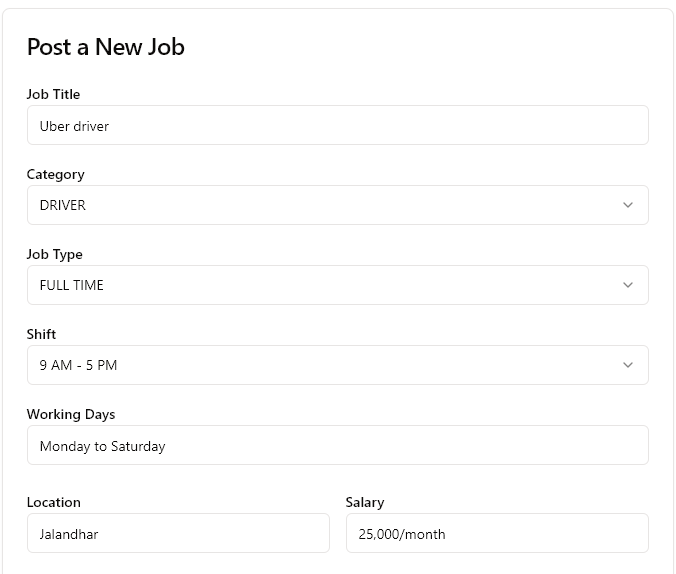 Post a New Job
Job Title
Uber driver
Category
DRIVER
Job Type
FULL TIME
Shift
9 AM - 5 PM
Working Days
Monday to Saturday
Location Salary
Jalandhar 25,000/month